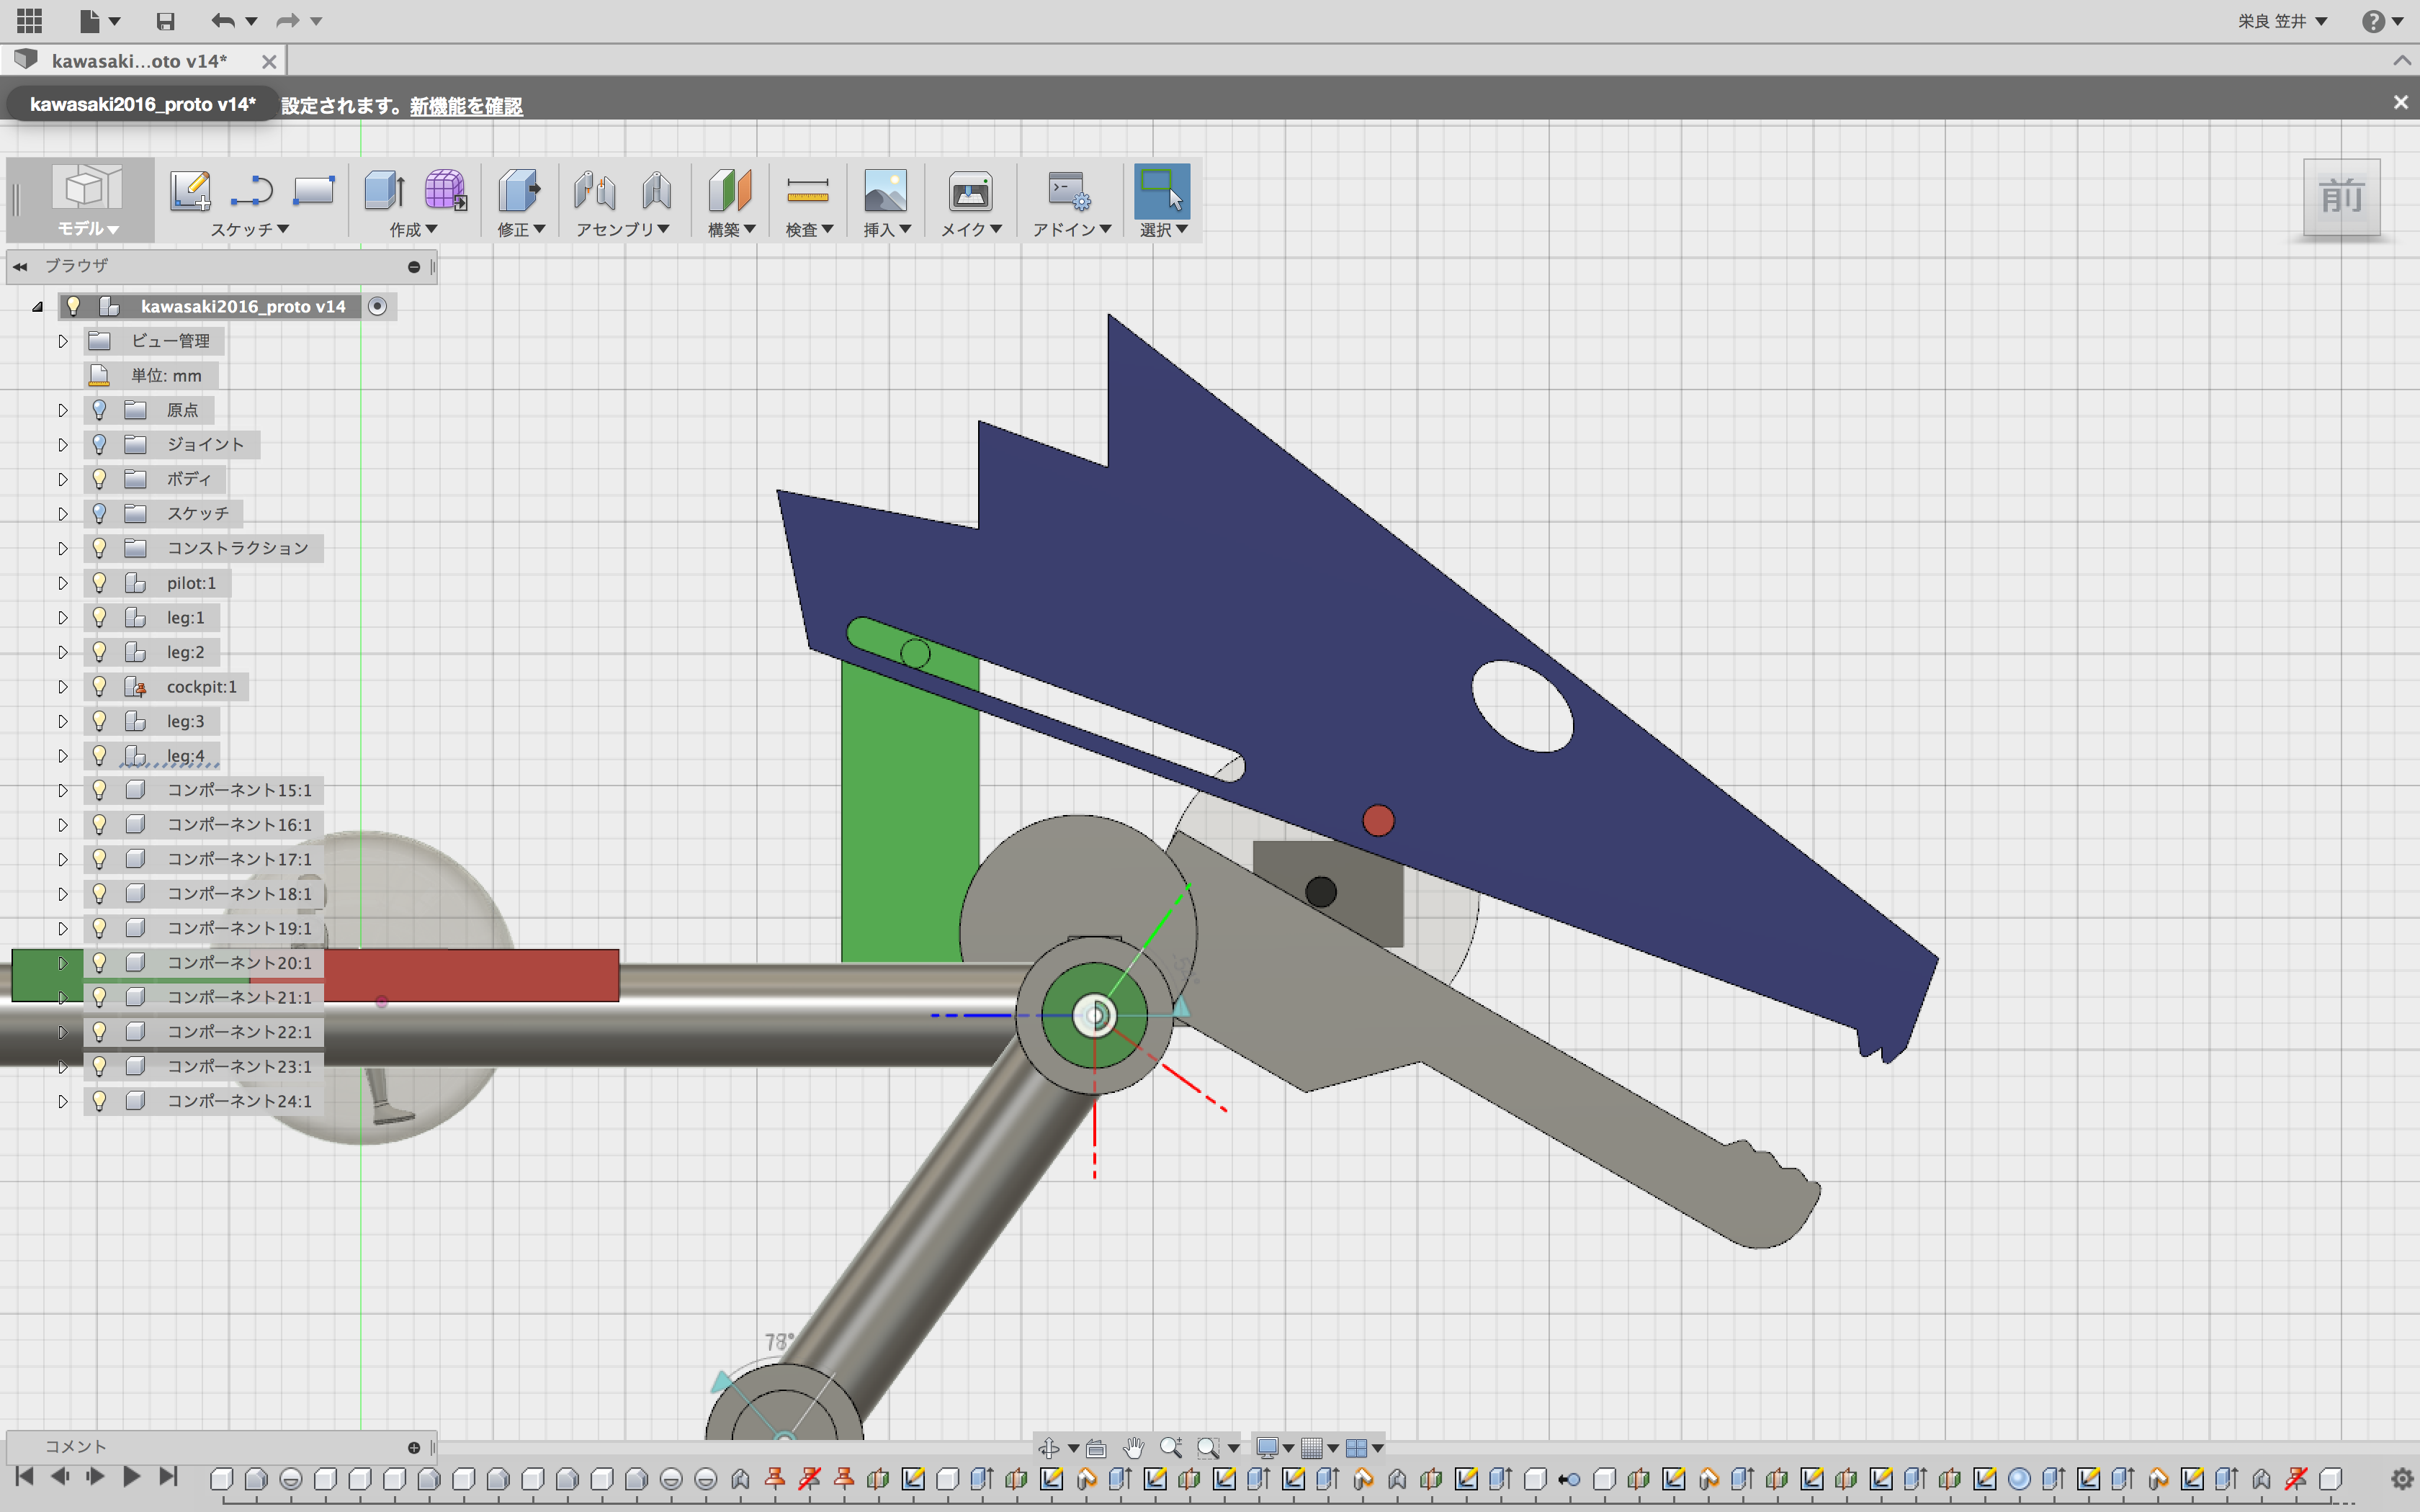 栄良 笠井
kawasaki...oto v14*
kawasaki2016_proto v14* 設定されます。新機能を確認
モデル スケッチ 作成 修正 アセンブリ 構築 検査 挿入 メイク アドイン 選択
前
ブラウザ
kawasaki2016_proto v14
ビュー管理
単位: mm
原点
ジョイント
ボディ
スケッチ
コンストラクション
pilot:1
leg:1
leg:2
cockpit:1
leg:3
leg:4
コンポーネント15:1
コンポーネント16:1
コンポーネント17:1
コンポーネント18:1
コンポーネント19:1
コンポーネント20:1
コンポーネント21:1
コンポーネント22:1
コンポーネント23:1
コンポーネント24:1
78°
コメント